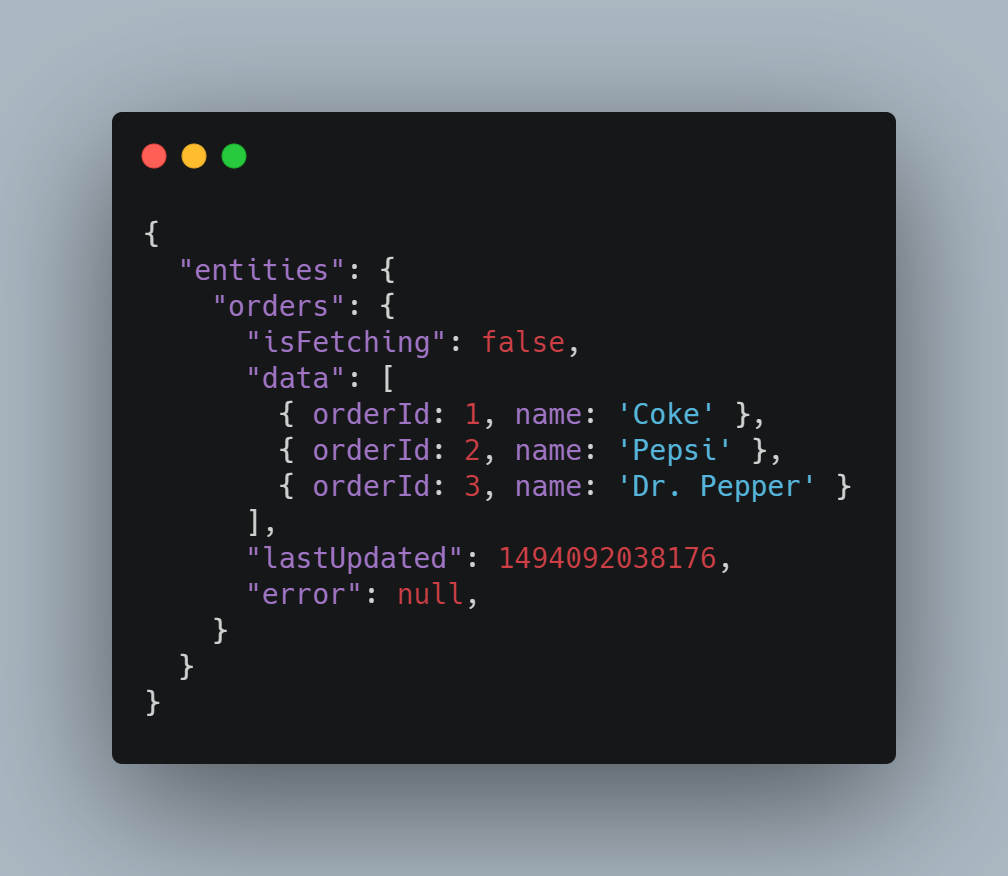 {
  "entities": {
    "orders": {
      "isFetching": false,
      "data": [
        { orderId: 1, name: 'Coke' },
        { orderId: 2, name: 'Pepsi' },
        { orderId: 3, name: 'Dr. Pepper' }
      ],
      "lastUpdated": 1494092038176,
      "error": null,
    }
  }
}